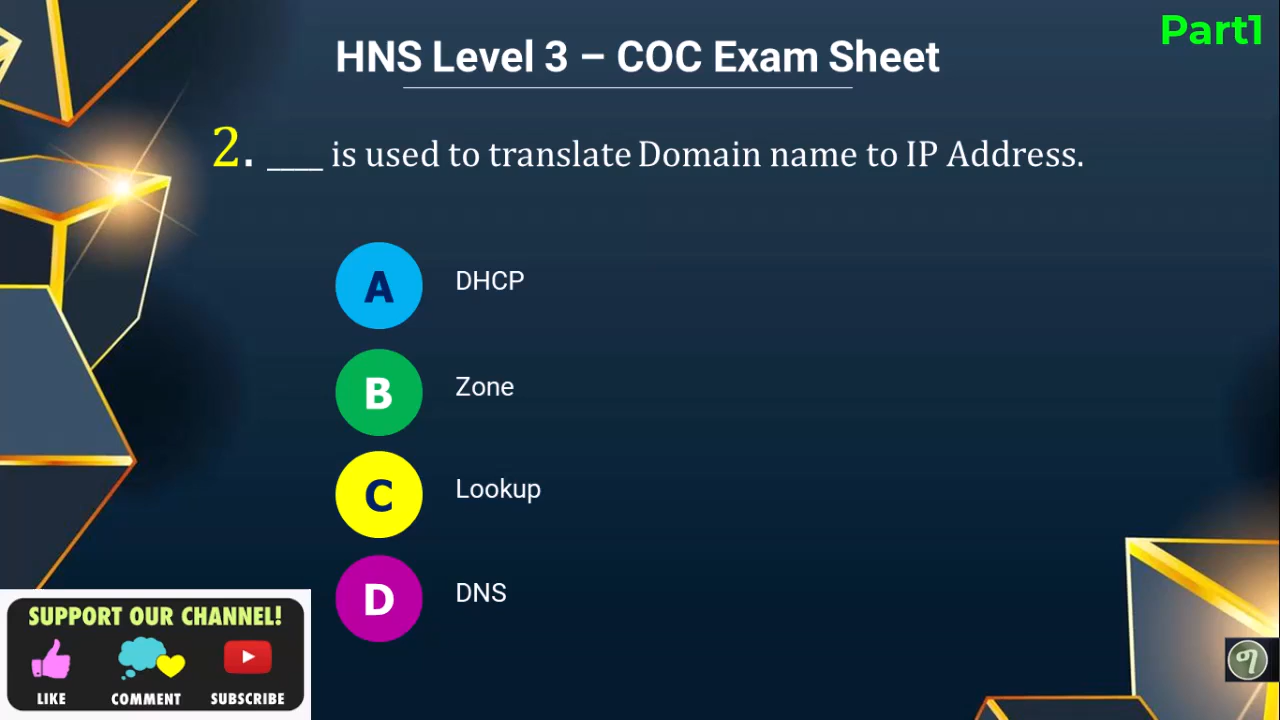 Part1
HNS Level 3 – COC Exam Sheet
2. ___ is used to translate Domain name to IP Address.
A DHCP
B Zone
C Lookup
D DNS
SUPPORT OUR CHANNEL!
LIKE COMMENT SUBSCRIBE